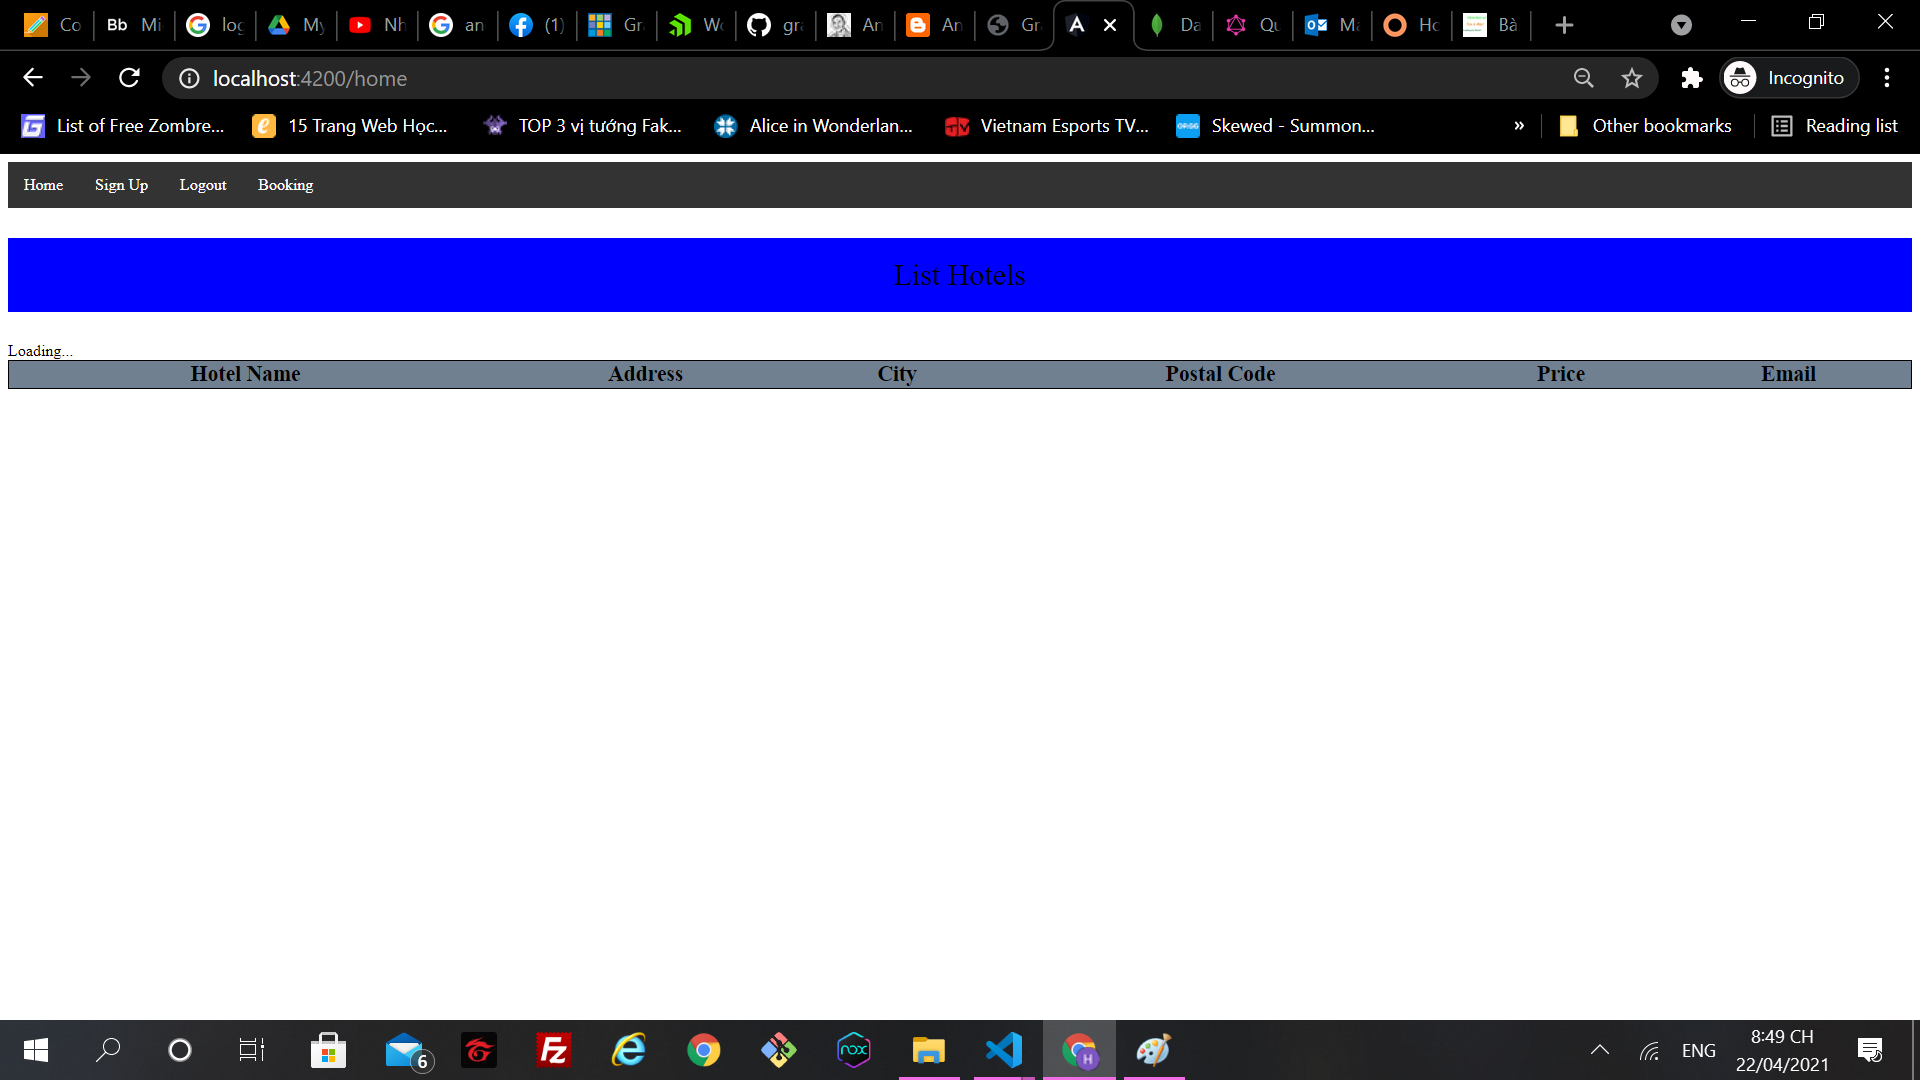 Co
Bb Mi
log
My
Nh
an
(1)
Gr
Wo
gra
An
An
Gr
Da
Qu
Ma
Ho
Bà
localhost:4200/home
Incognito
List of Free Zombre...
15 Trang Web Học...
TOP 3 vị tướng Fak...
Alice in Wonderlan...
Vietnam Esports TV...
Skewed - Summon...
»
Other bookmarks
Reading list
Home Sign Up Logout Booking
List Hotels
Loading...
Hotel Name Address City Postal Code Price Email
6
ENG
8:49 CH
22/04/2021